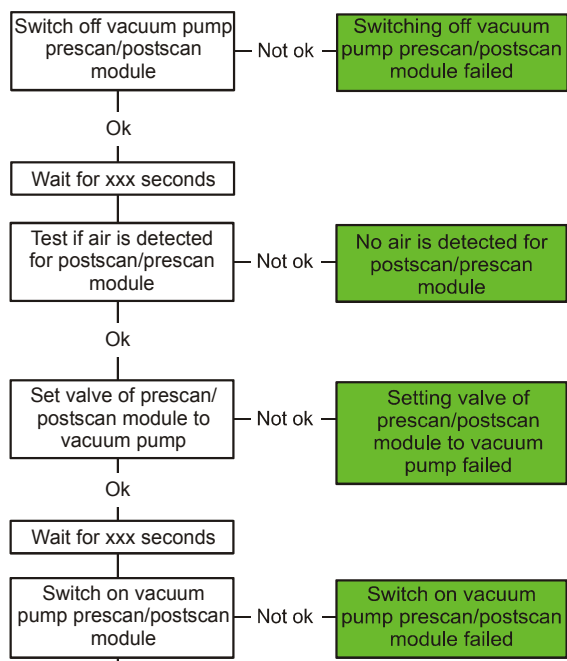 Switch off vacuum pump
prescan/postscan
module
Not ok
Switching off vacuum
pump prescan/postscan
module failed
Ok
Wait for xxx seconds
Test if air is detected
for postscan/prescan
module
Not ok
No air is detected for
postscan/prescan
module
Ok
Set valve of prescan/
postscan module to
vacuum pump
Not ok
Setting valve of
prescan/postscan
module to vacuum
pump failed
Ok
Wait for xxx seconds
Switch on vacuum
pump prescan/postscan
module
Not ok
Switch on vacuum
pump prescan/postscan
module failed